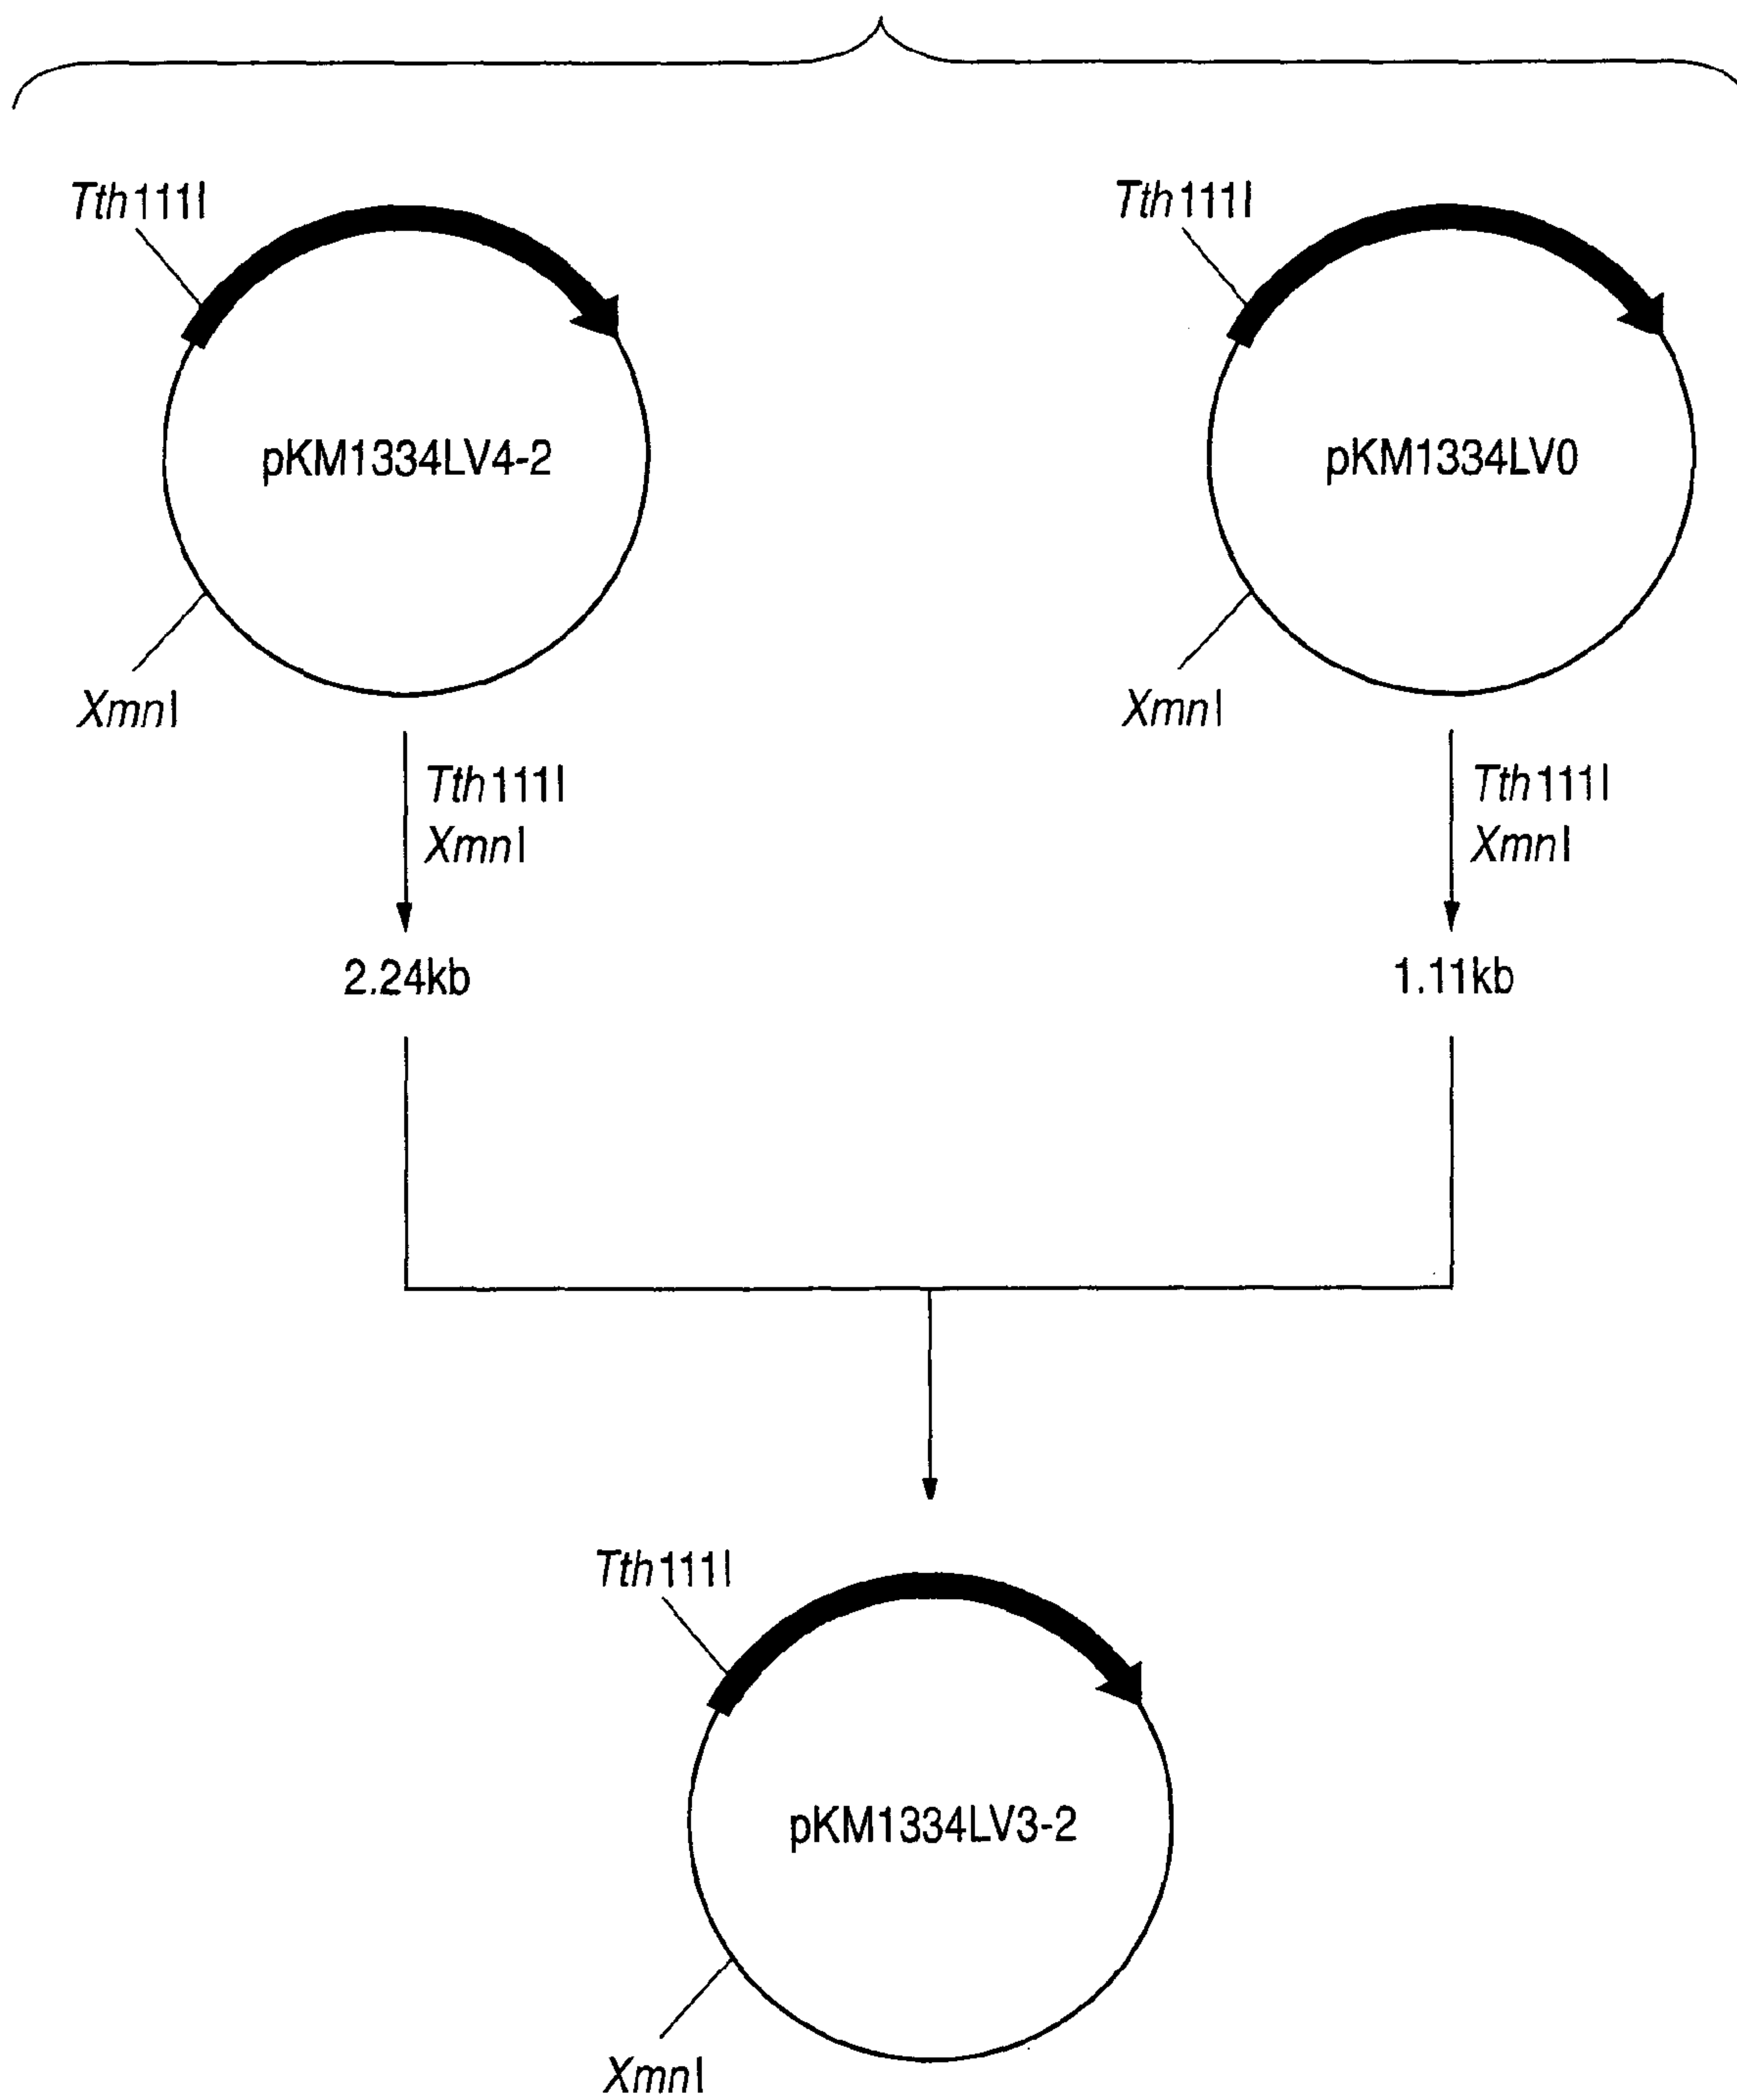 Tth111I
Tth111I
pKM1334LV4-2
pKM1334LV0
XmnI
XmnI
Tth111I
XmnI
Tth111I
XmnI
2.24kb
1.11kb
Tth111I
pKM1334LV3-2
XmnI